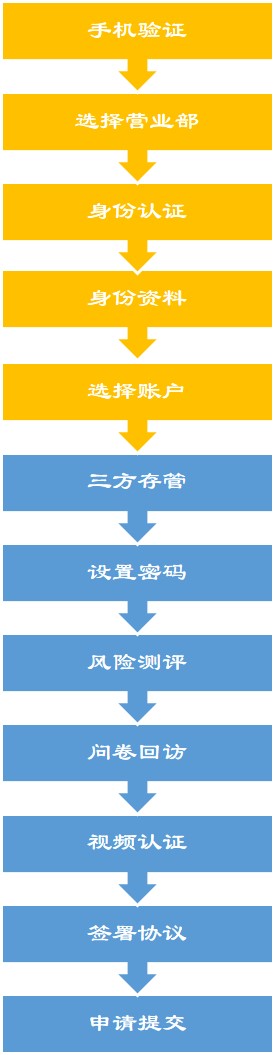 手机验证
选择营业部
身份认证
身份资料
选择账户
三方存管
设置密码
风险测评
问卷回访
视频认证
签署协议
申请提交